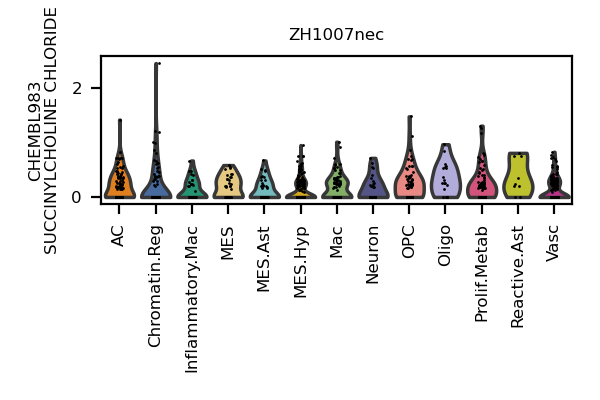 ZH1007nec
CHEMBL983
SUCCINYLCHOLINE CHLORIDE
2
0
AC
Chromatin.Reg
Inflammatory.Mac
MES
MES.Ast
MES.Hyp
Mac
Neuron
OPC
Oligo
Prolif.Metab
Reactive.Ast
Vasc